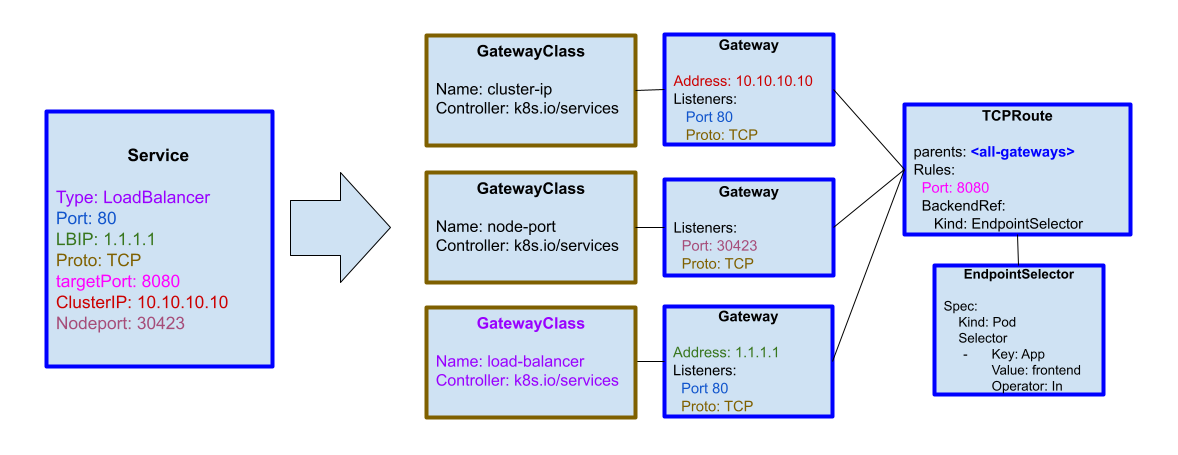 Service
Type: LoadBalancer
Port: 80
LBIP: 1.1.1.1
Proto: TCP
targetPort: 8080
ClusterIP: 10.10.10.10
Nodeport: 30423
GatewayClass
Name: cluster-ip
Controller: k8s.io/services
Gateway
Address: 10.10.10.10
Listeners:
Port 80
Proto: TCP
GatewayClass
Name: node-port
Controller: k8s.io/services
Gateway
Listeners:
Port: 30423
Proto: TCP
GatewayClass
Name: load-balancer
Controller: k8s.io/services
Gateway
Address: 1.1.1.1
Listeners:
Port 80
Proto: TCP
TCPRoute
parents: <all-gateways>
Rules:
Port: 8080
BackendRef:
Kind: EndpointSelector
EndpointSelector
Spec:
Kind: Pod
Selector
- Key: App
Value: frontend
Operator: In